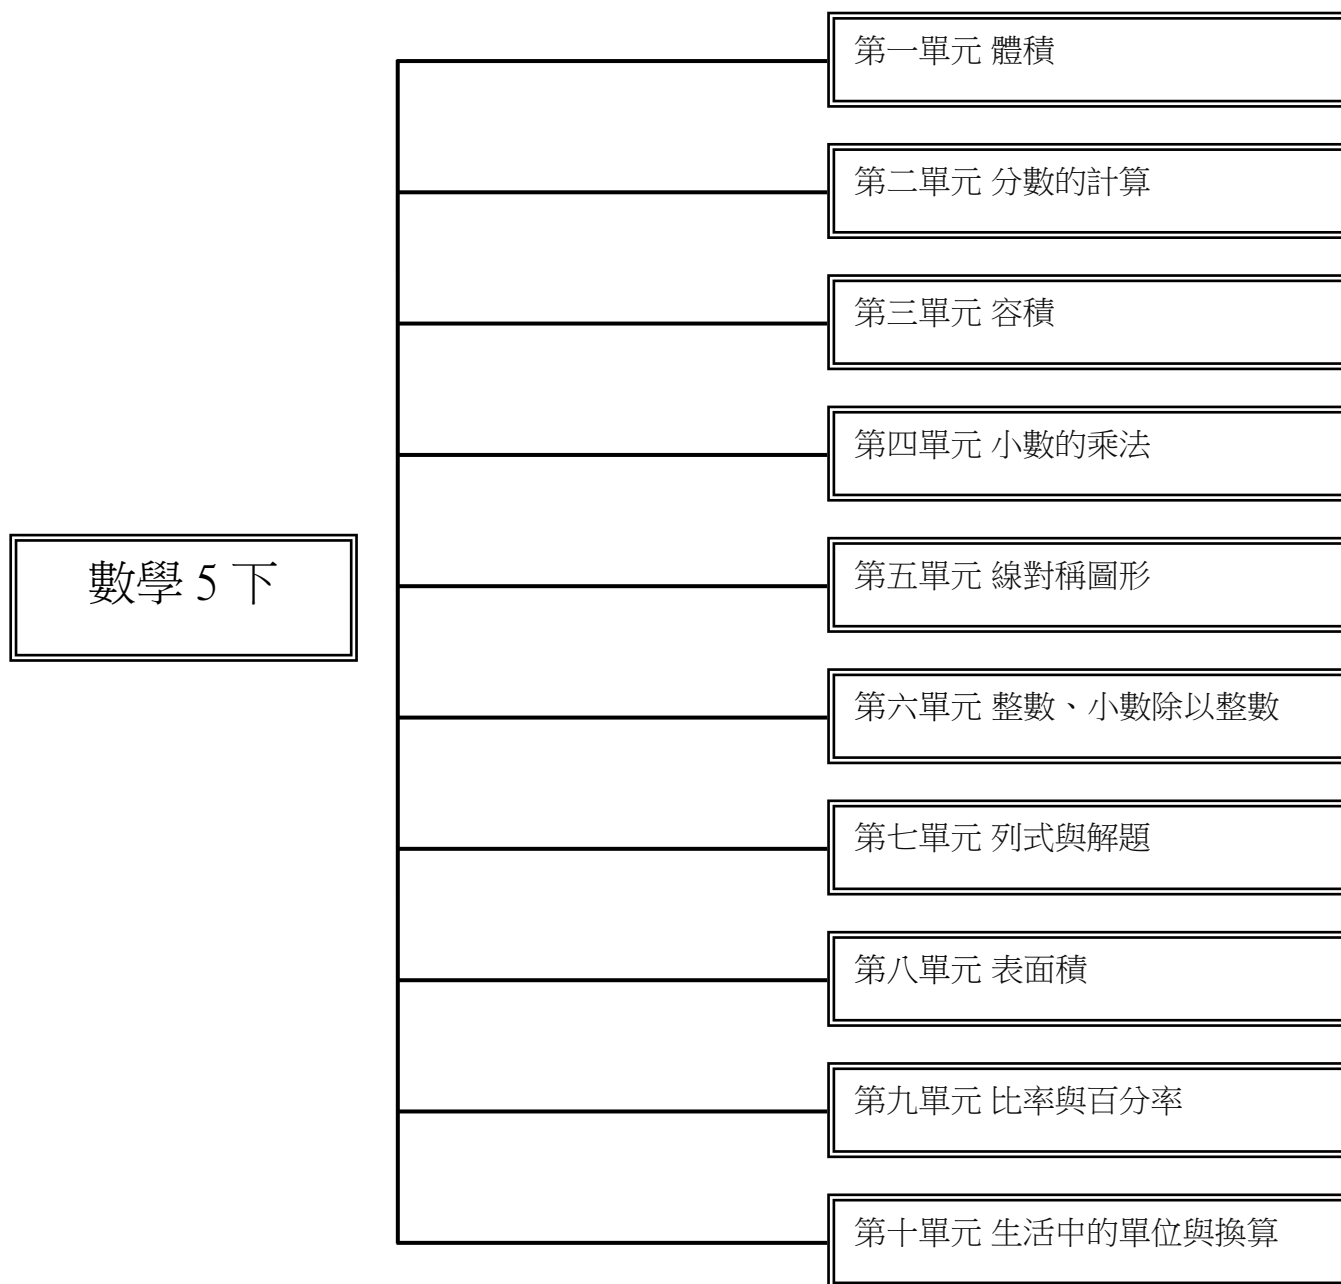 第一單元 體積
第二單元 分數的計算
第三單元 容積
第四單元 小數的乘法
數學 5 下
第五單元 線對稱圖形
第六單元 整數、小數除以整數
第七單元 列式與解題
第八單元 表面積
第九單元 比率與百分率
第十單元 生活中的單位與換算